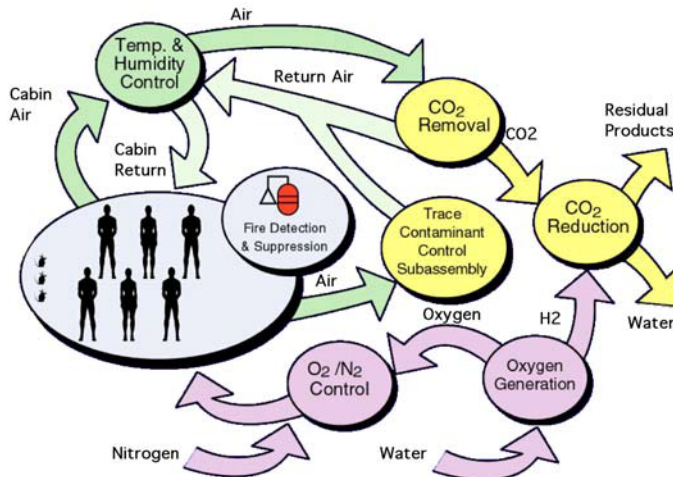 Air
Temp. &
Humidity
Control
Return Air
Cabin
Air
CO2
Removal
CO2
Residual
Products
Cabin
Return
Fire Detection
& Suppression
Trace
Contaminant
Control
Subassembly
CO2
Reduction
Air
Oxygen
H2
Water
O2 /N2
Control
Oxygen
Generation
Nitrogen
Water